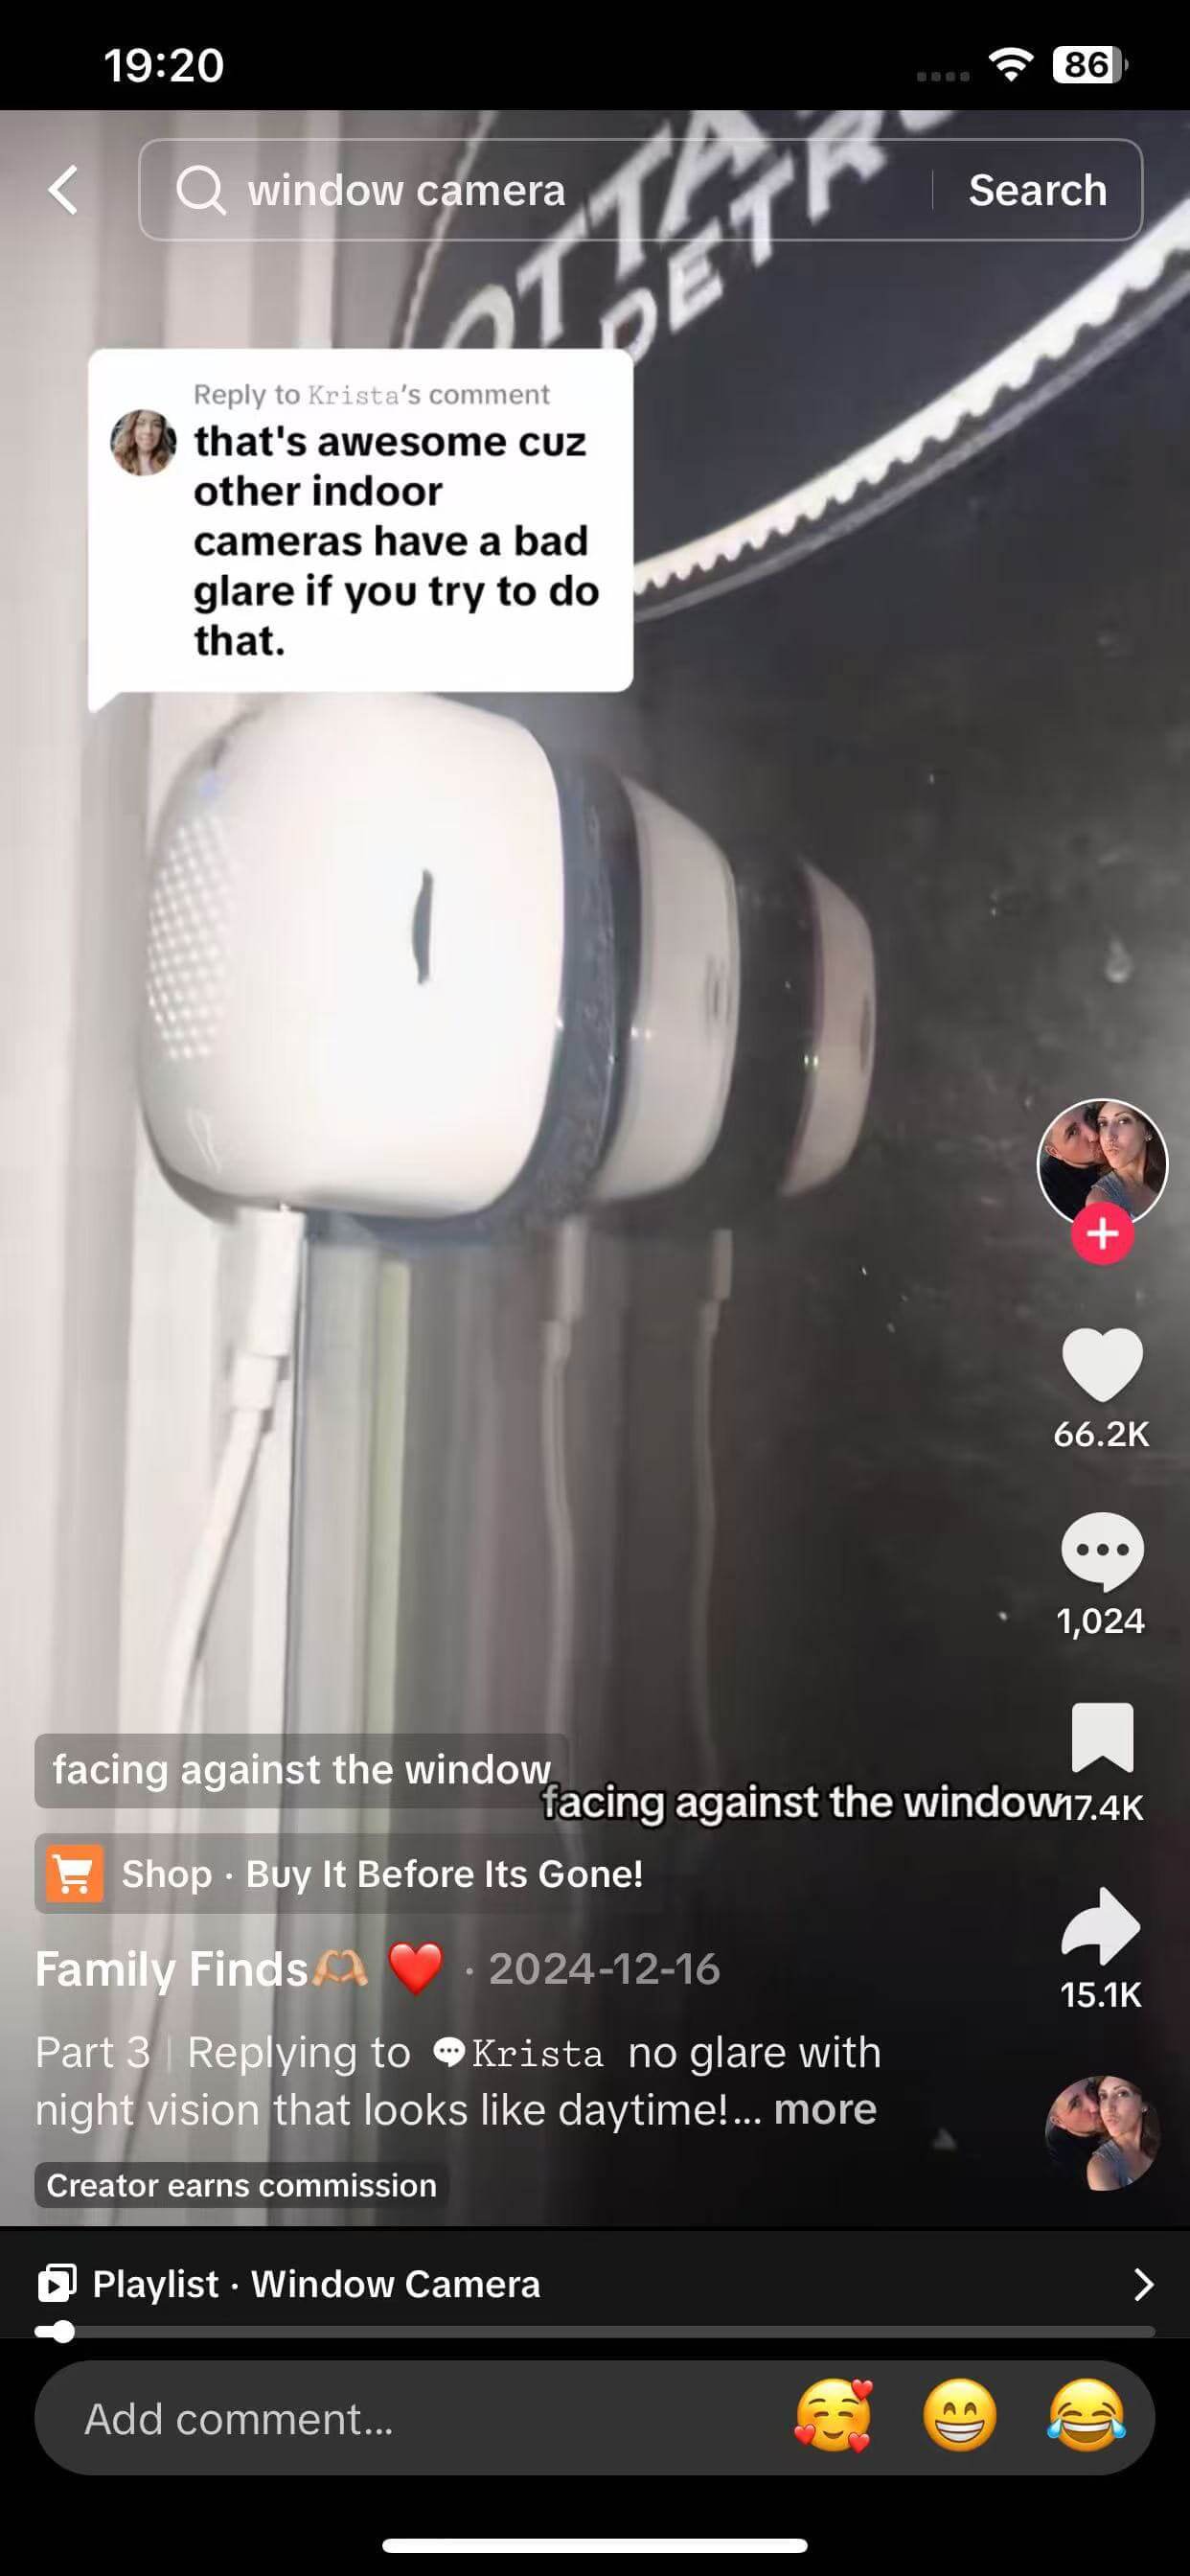 19:20
86
window camera
Search
DETR
Reply to Krista's comment
that's awesome cuz
other indoor
cameras have a bad
glare if you try to do
that.
66.2K
1,024
facing against the window
facing against the window
17.4K
Shop · Buy It Before Its Gone!
Family Finds🫶🏼 ❤️ · 2024-12-16
15.1K
Part 3 | Replying to 💬Krista no glare with
night vision that looks like daytime!... more
Creator earns commission
Playlist · Window Camera
Add comment...